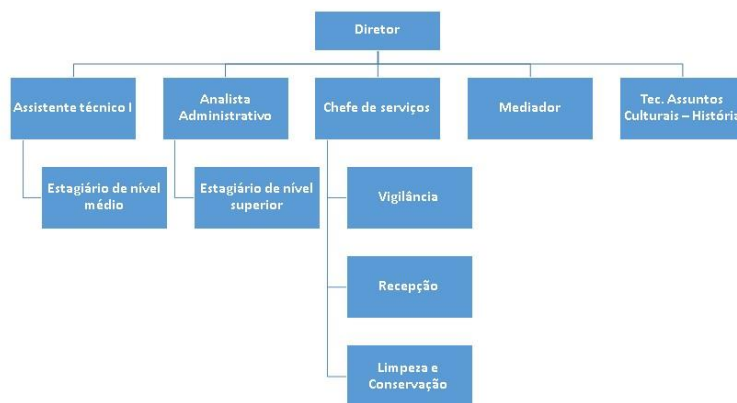 Diretor
Assistente técnico I
Analista
Administrativo
Chefe de serviços
Mediador
Tec. Assuntos
Culturais – História
Estagiário de nível
médio
Estagiário de nível
superior
Vigilância
Recepção
Limpeza e
Conservação